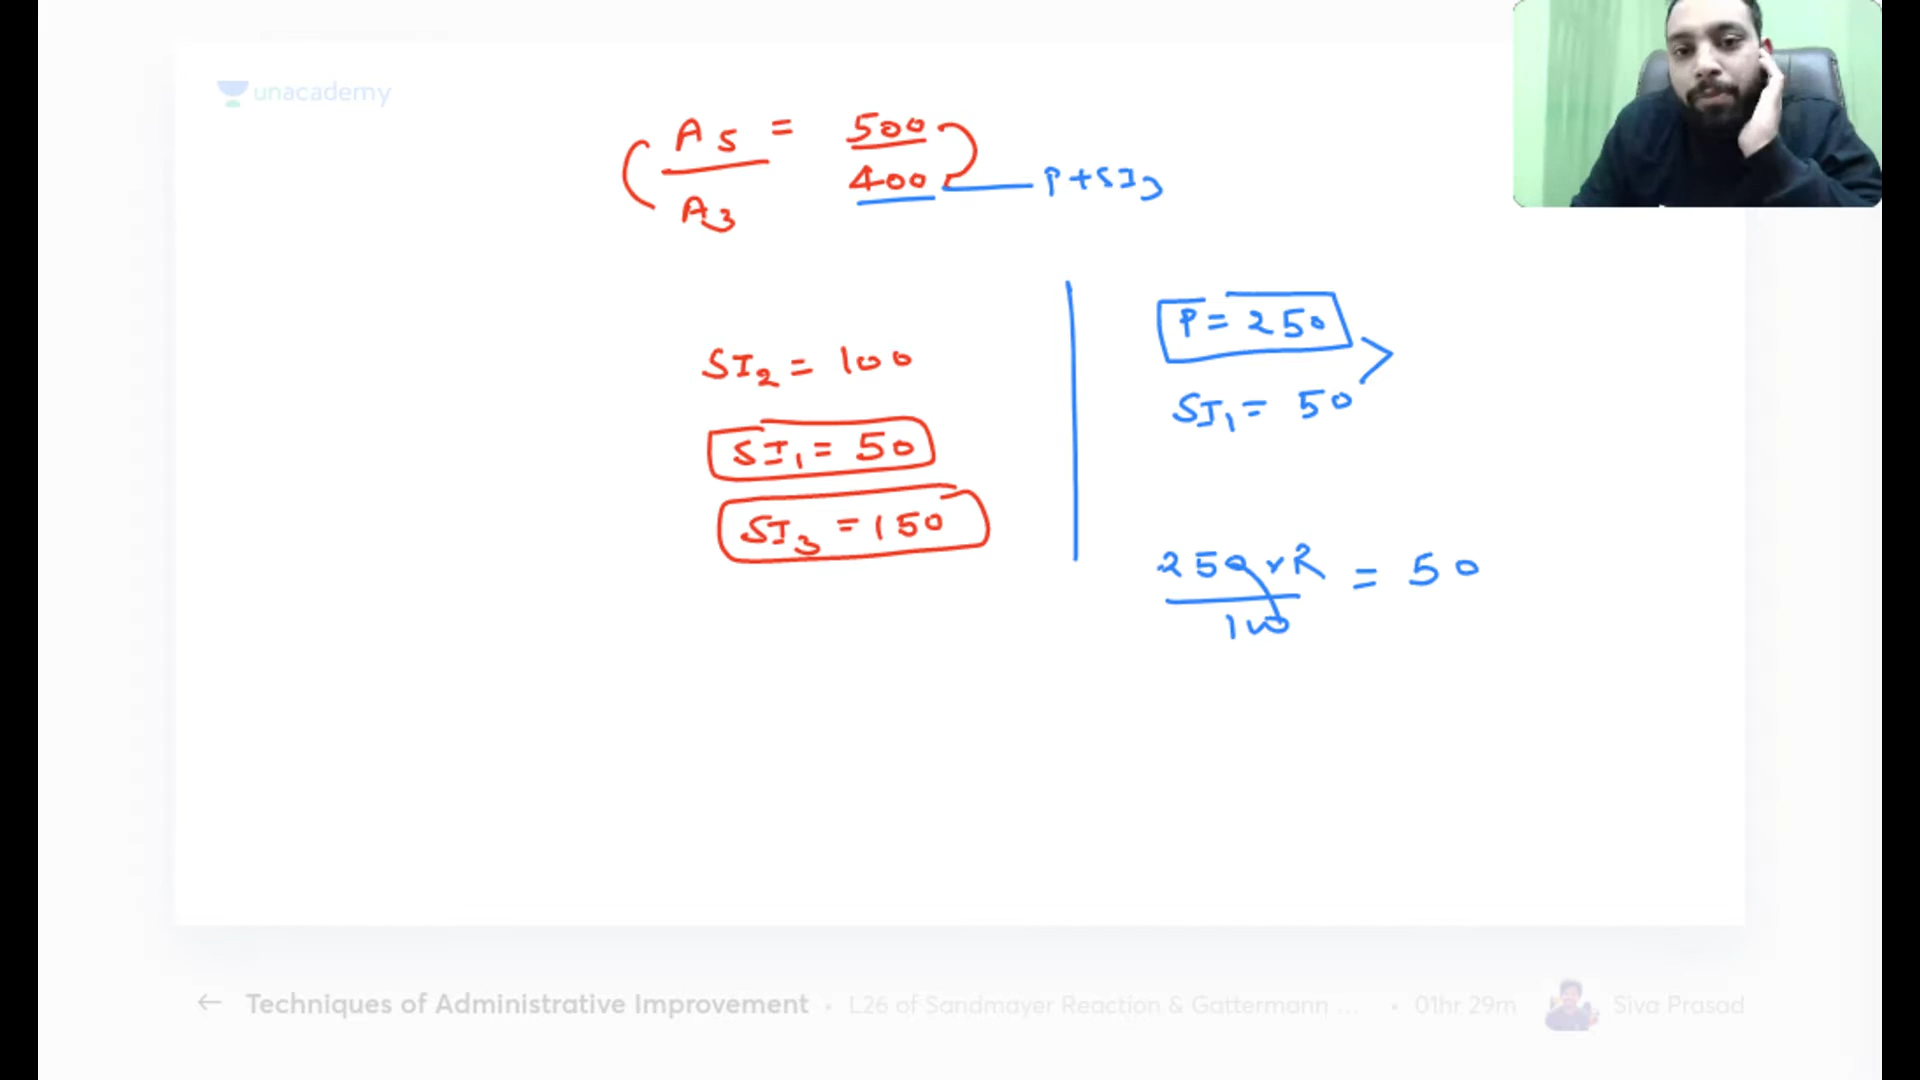 unacademy
A5 = 500
A3 400 P+SI3
SI2 = 100
SI1 = 50
SI3 = 150
P = 250
SI1 = 50
250 × R = 50
100
← Techniques of Administrative Improvement • L26 of Sandmayer Reaction & Gattermann ... • 01hr 29m Siva Prasad